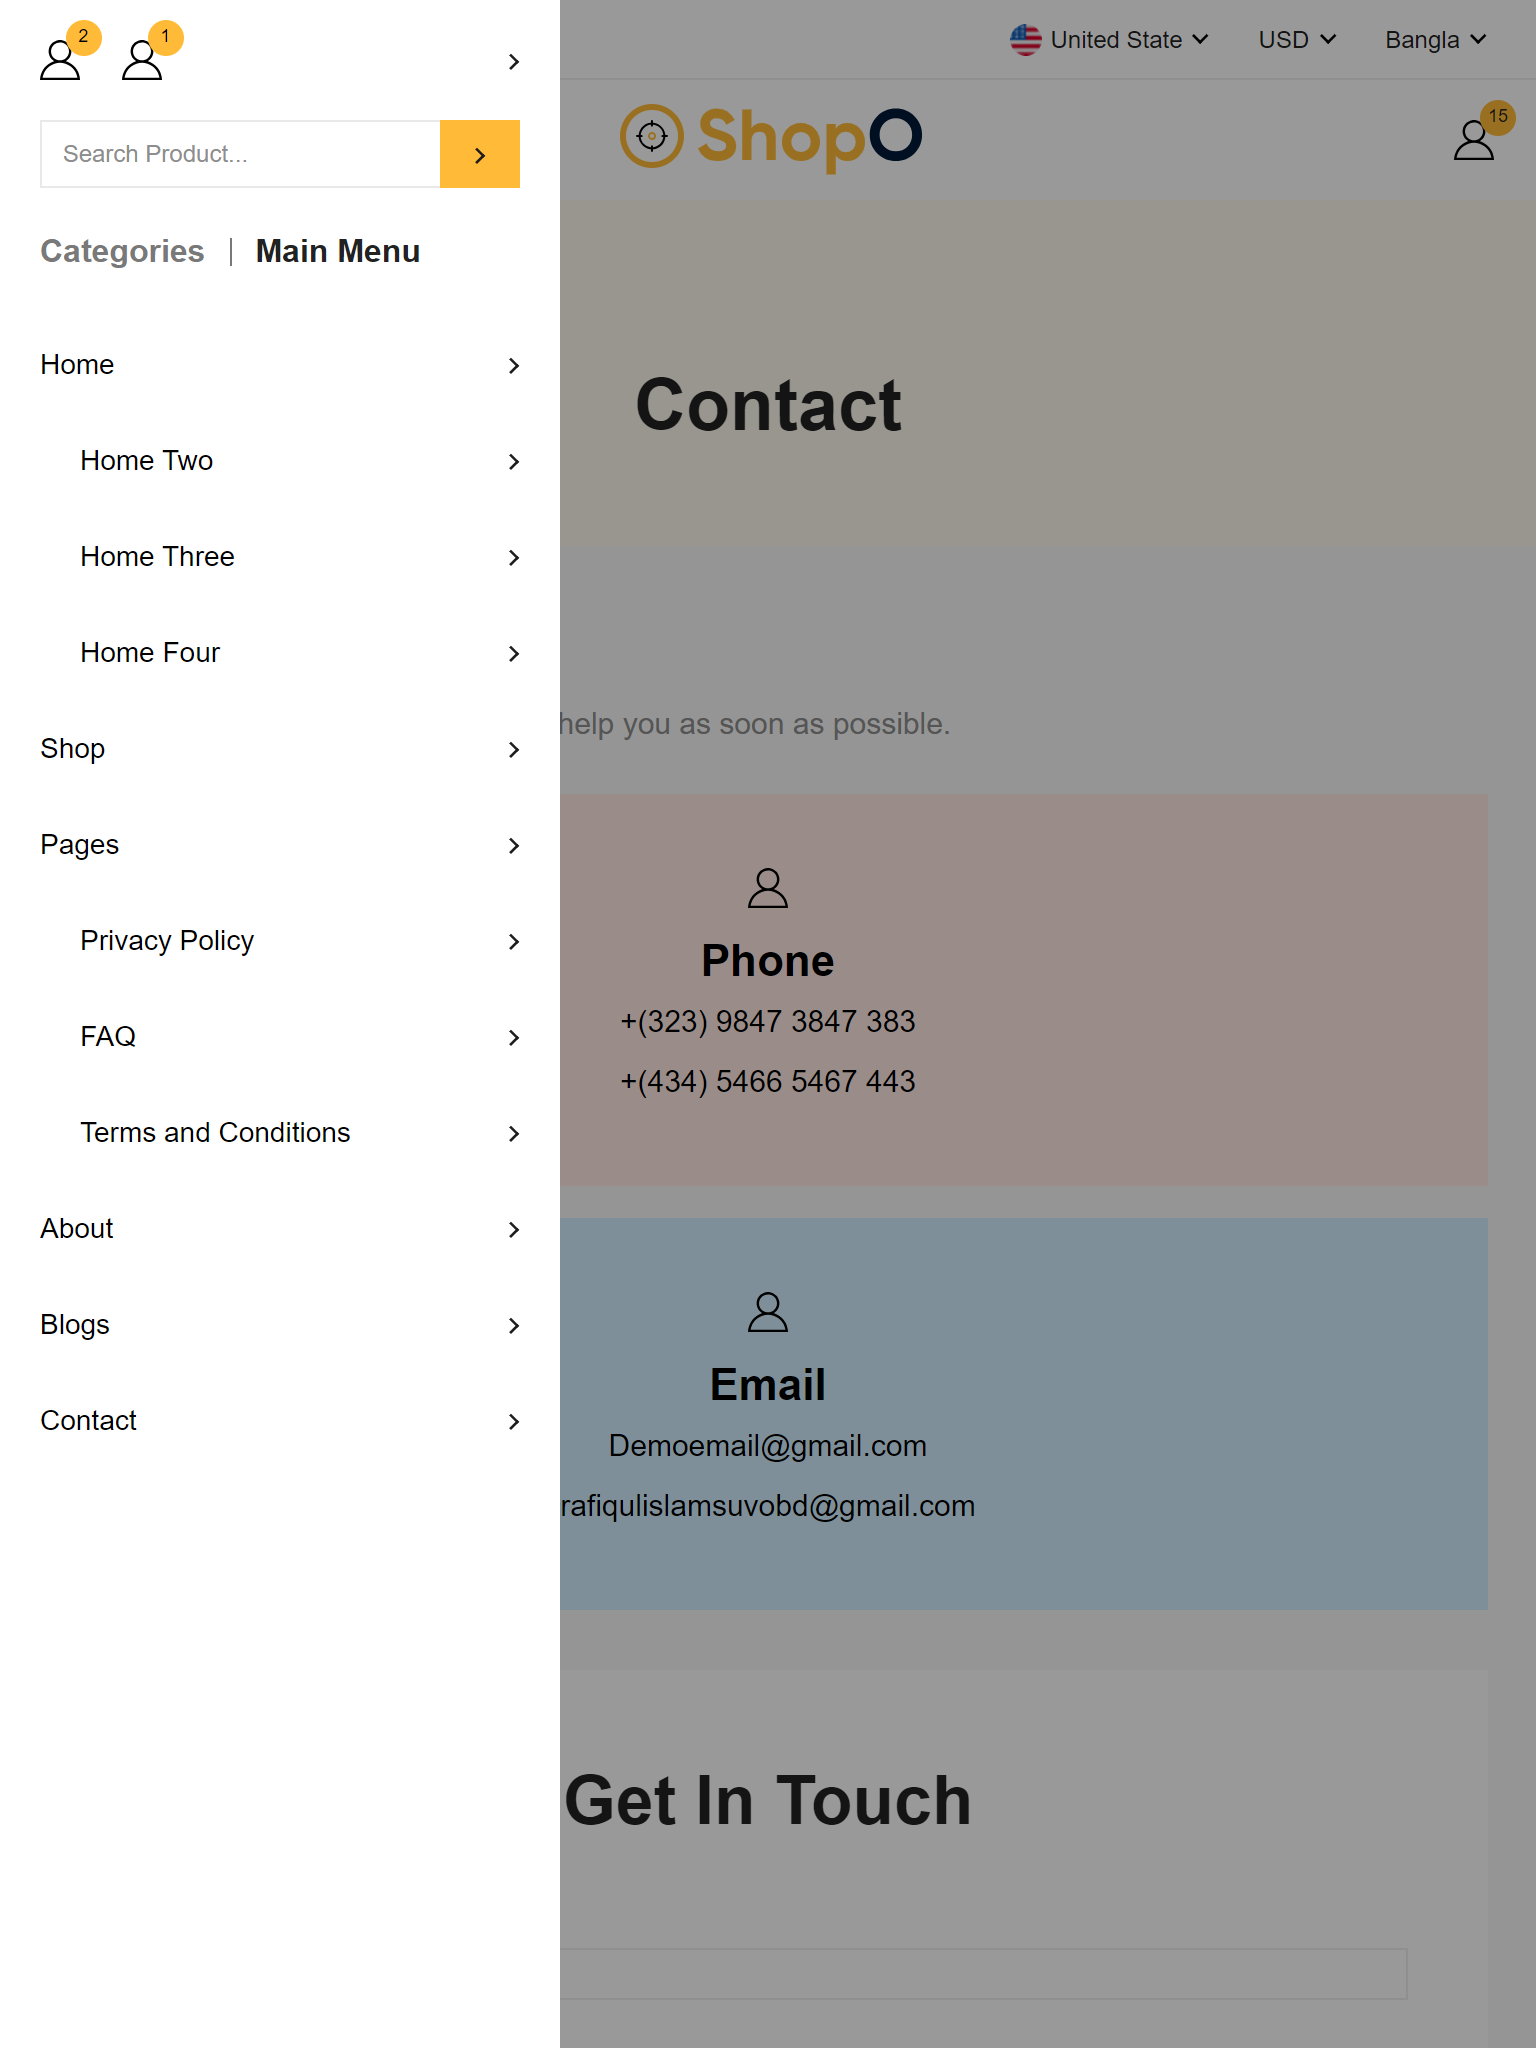 2
1
Search Product...
Categories | Main Menu
Home
Home Two
Home Three
Home Four
Shop
Pages
Privacy Policy
FAQ
Terms and Conditions
About
Blogs
Contact
United State
USD
Bangla
ShopO
15
Contact
help you as soon as possible.
Phone
+(323) 9847 3847 383
+(434) 5466 5467 443
Email
Demoemail@gmail.com
rafiqulislamsuvobd@gmail.com
Get In Touch